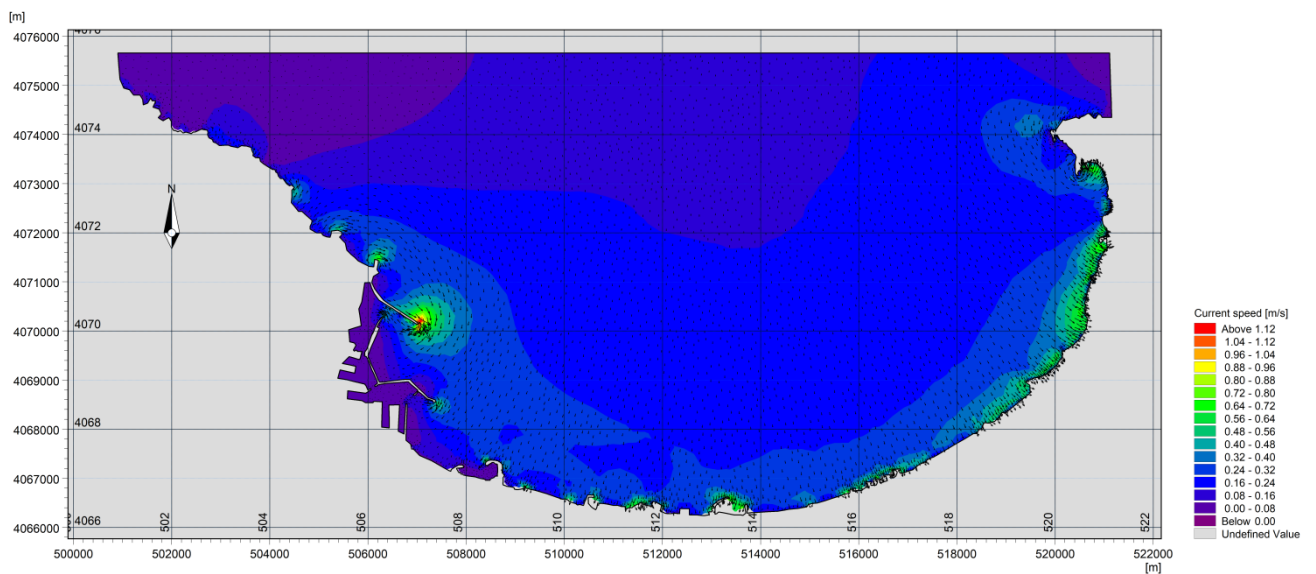 [m]
4076000
4075000
4074000
4073000
4072000
4071000
4070000
4069000
4068000
4067000
4066000
4074
4072
4070
4068
4066
N
502
504
506
508
510
512
514
516
518
520
522
500000
502000
504000
506000
508000
510000
512000
514000
516000
518000
520000
522000
[m]
Current speed [m/s]
Above 1.12
1.04 - 1.12
0.96 - 1.04
0.88 - 0.96
0.80 - 0.88
0.72 - 0.80
0.64 - 0.72
0.56 - 0.64
0.48 - 0.56
0.40 - 0.48
0.32 - 0.40
0.24 - 0.32
0.16 - 0.24
0.08 - 0.16
0.00 - 0.08
Below 0.00
Undefined Value